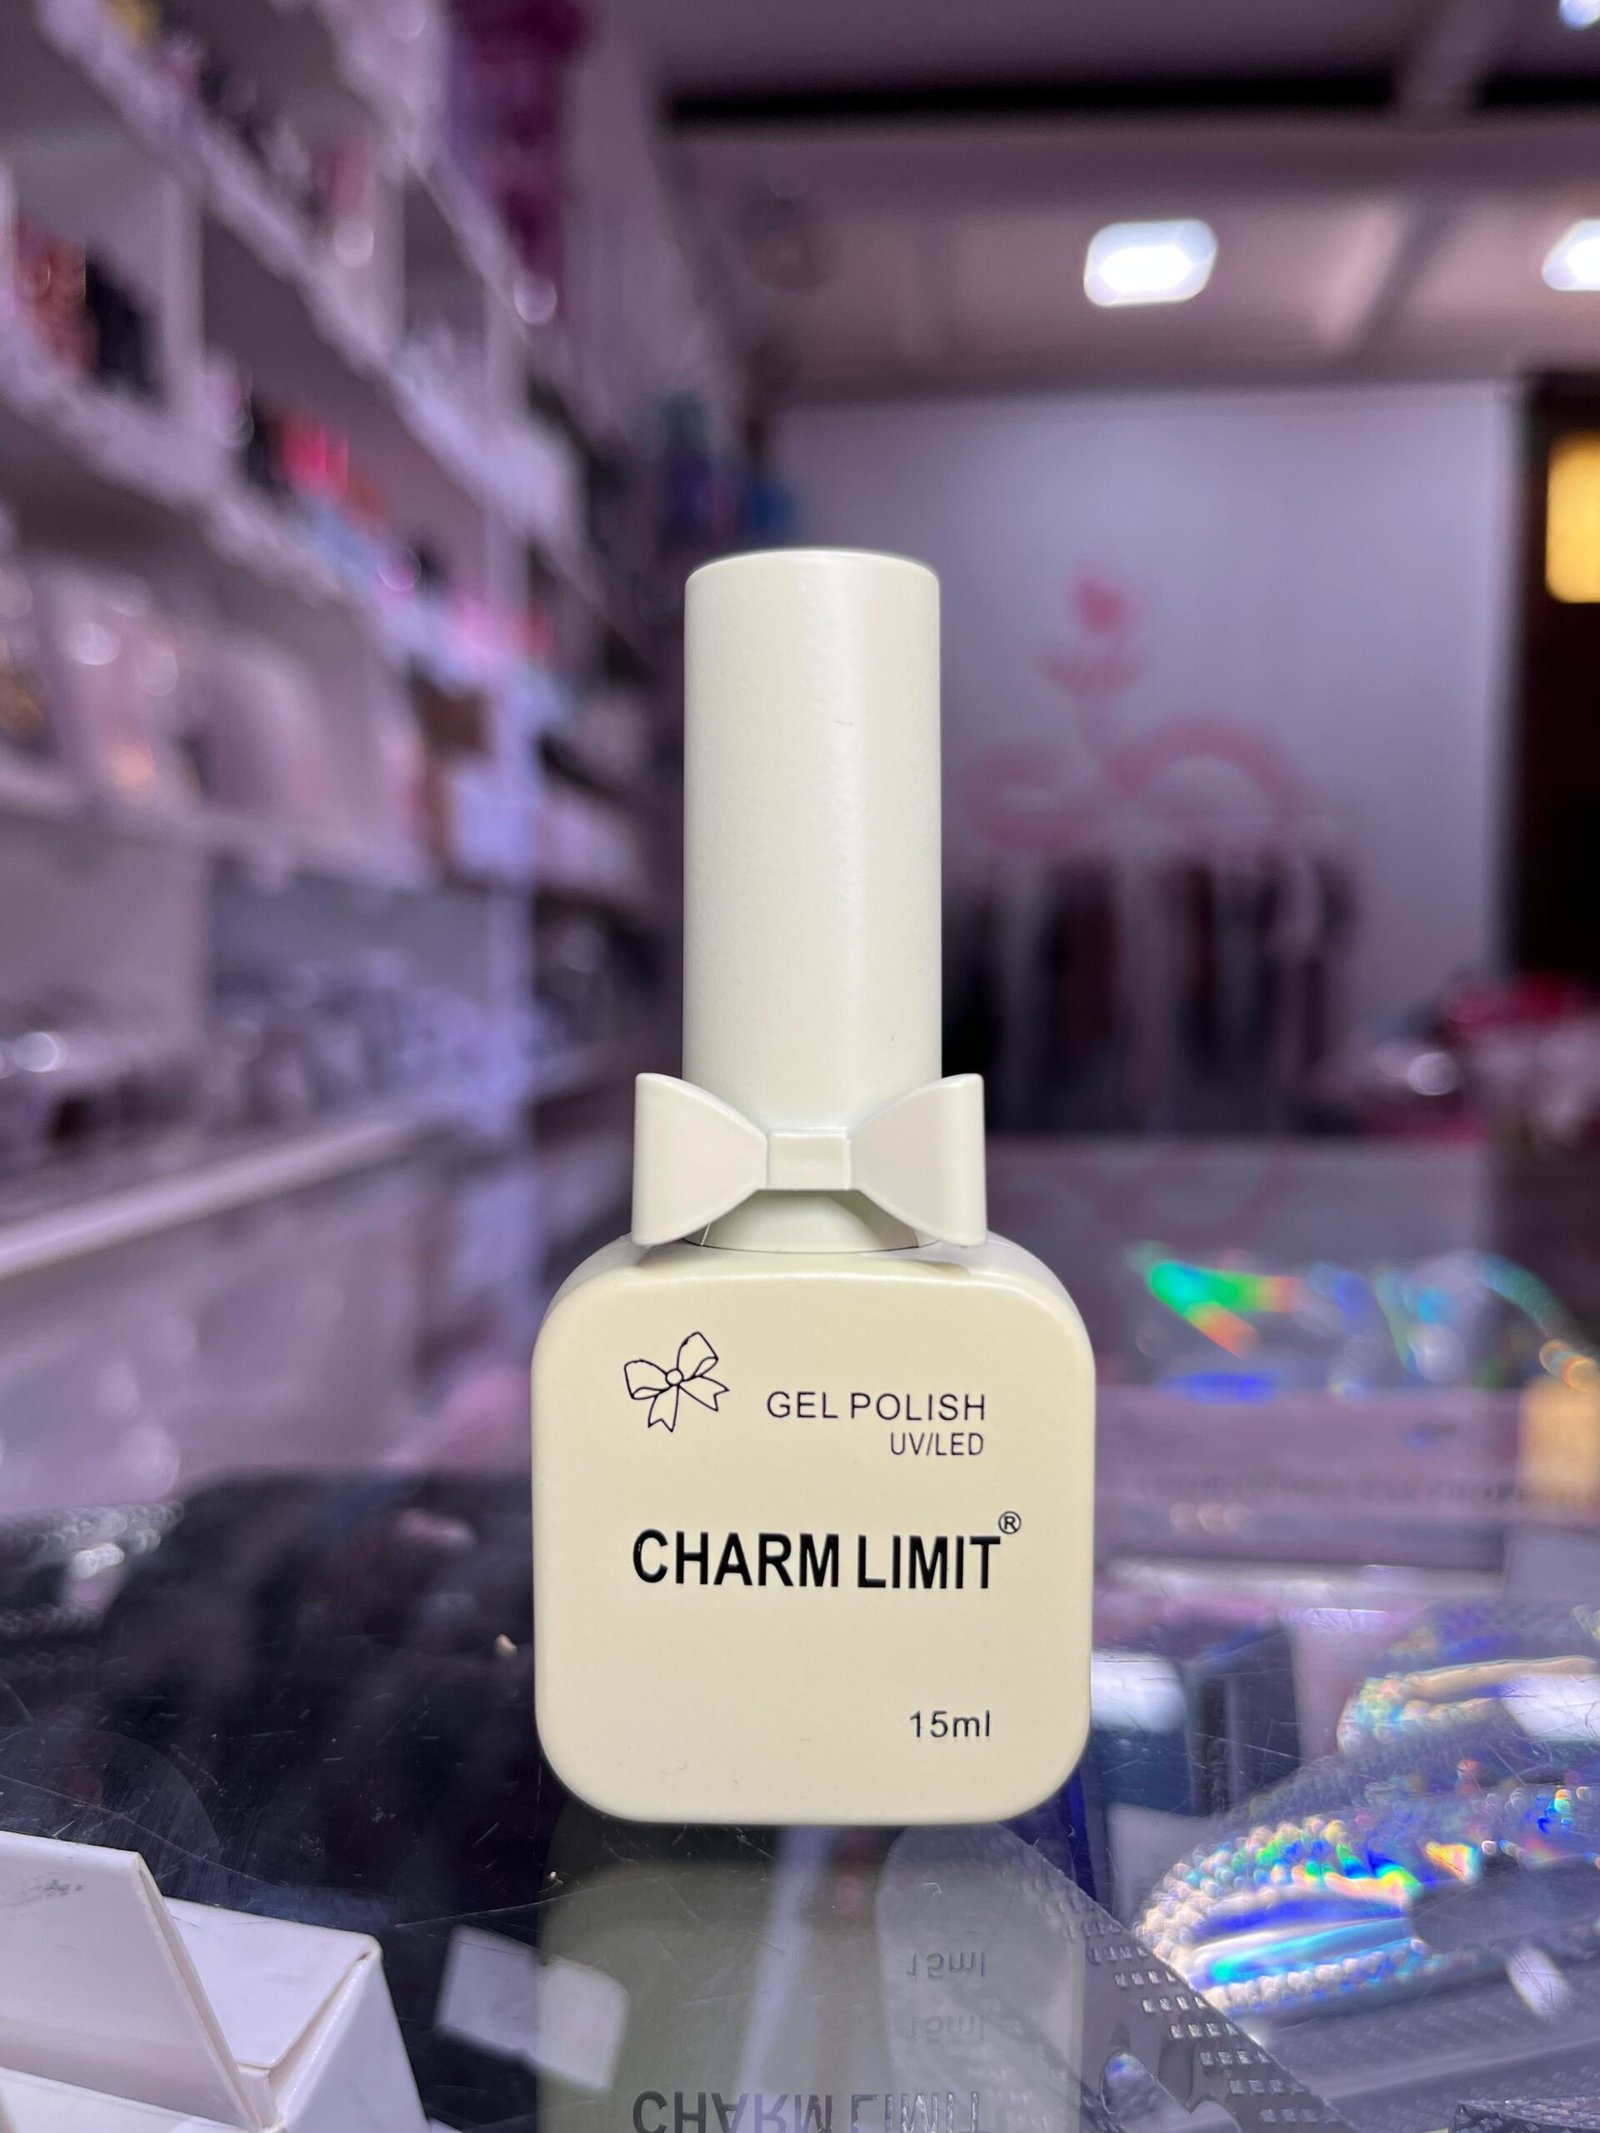 GEL POLISH
UV/LED
CHARM LIMIT®
15ml